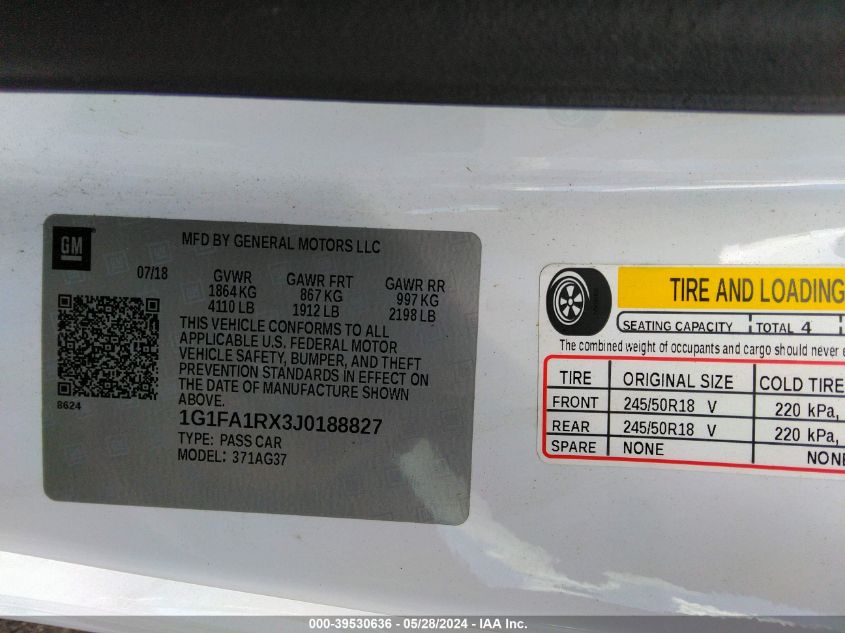 GM
MFD BY GENERAL MOTORS LLC
07/18 GVWR GAWR FRT GAWR RR
1864 KG 867 KG 997 KG
4110 LB 1912 LB 2198 LB
THIS VEHICLE CONFORMS TO ALL
APPLICABLE U.S. FEDERAL MOTOR
VEHICLE SAFETY, BUMPER, AND THEFT
PREVENTION STANDARDS IN EFFECT ON
THE DATE OF MANUFACTURE SHOWN
ABOVE.
8624
1G1FA1RX3J0188827
TYPE: PASS CAR
MODEL: 371AG37
TIRE AND LOADING
SEATING CAPACITY TOTAL 4
The combined weight of occupants and cargo should never e
TIRE ORIGINAL SIZE COLD TIRE
FRONT 245/50R18 V 220 kPa,
REAR 245/50R18 V 220 kPa,
SPARE NONE NONE
000-39530636 - 05/28/2024 - IAA Inc.